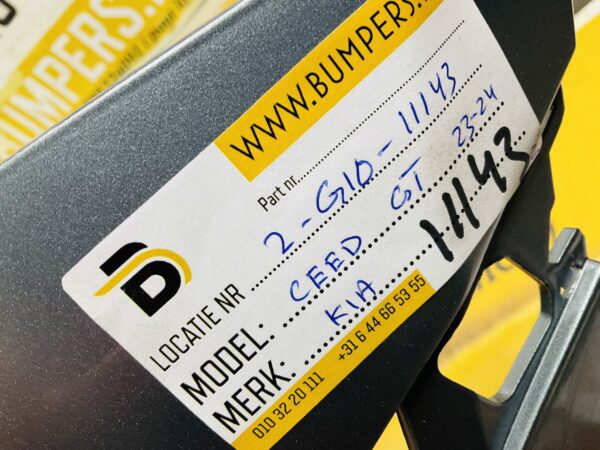 WWW.BUMPERS.
Part nr
LOCATIE NR 2-G10-11143
MODEL: CEED GT 23-24
MERK: KIA 11143
010 32 20 111 +31 6 44 66 53 55
BUMPERS.